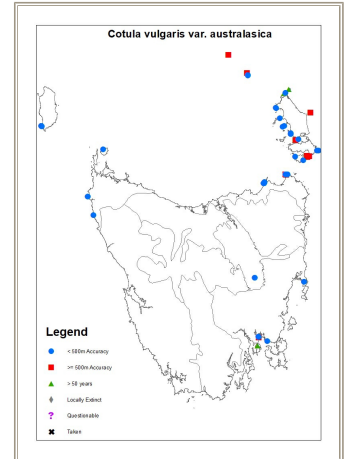 Cotula vulgaris var. australasica
Legend
< 500m Accuracy
>= 500m Accuracy
> 50 years
Locally Extinct
Questionable
Taken